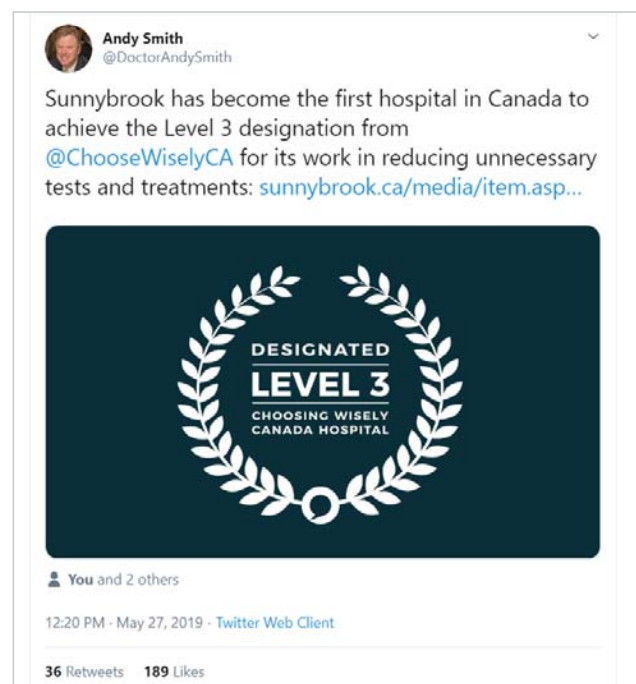 Andy Smith
@DoctorAndySmith
Sunnybrook has become the first hospital in Canada to
achieve the Level 3 designation from
@ChooseWiselyCA for its work in reducing unnecessary
tests and treatments: sunnybrook.ca/media/item.asp...
DESIGNATED
LEVEL 3
CHOOSING WISELY
CANADA HOSPITAL
You and 2 others
12:20 PM · May 27, 2019 · Twitter Web Client
36 Retweets 189 Likes